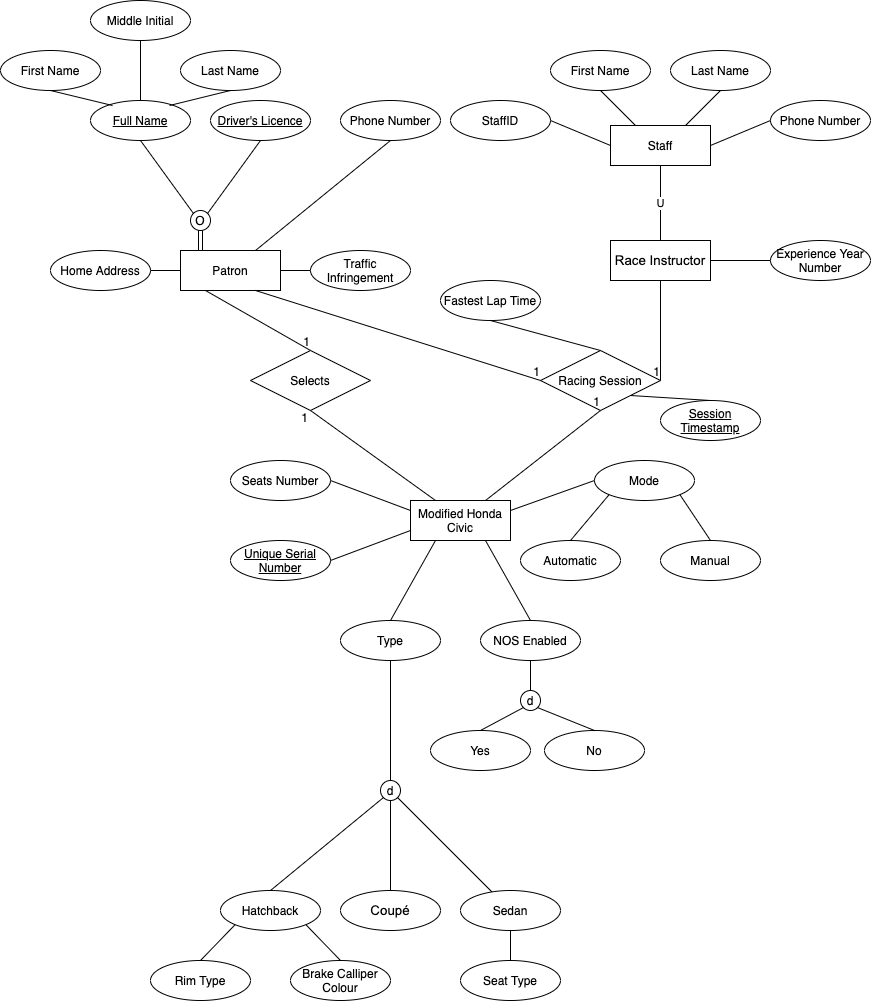 Middle Initial
First Name
Last Name
First Name
Last Name
Full Name
Driver's Licence
Phone Number
StaffID
Phone Number
Staff
O
U
Home Address
Patron
Traffic
Infringement
Race Instructor
Experience Year
Number
Fastest Lap Time
1
Selects
1
1
Racing Session
1
1
Session
Timestamp
Seats Number
Mode
Modified Honda
Civic
Unique Serial
Number
Automatic
Manual
Type
NOS Enabled
d
Yes
No
d
Hatchback
Coupé
Sedan
Rim Type
Brake Calliper
Colour
Seat Type